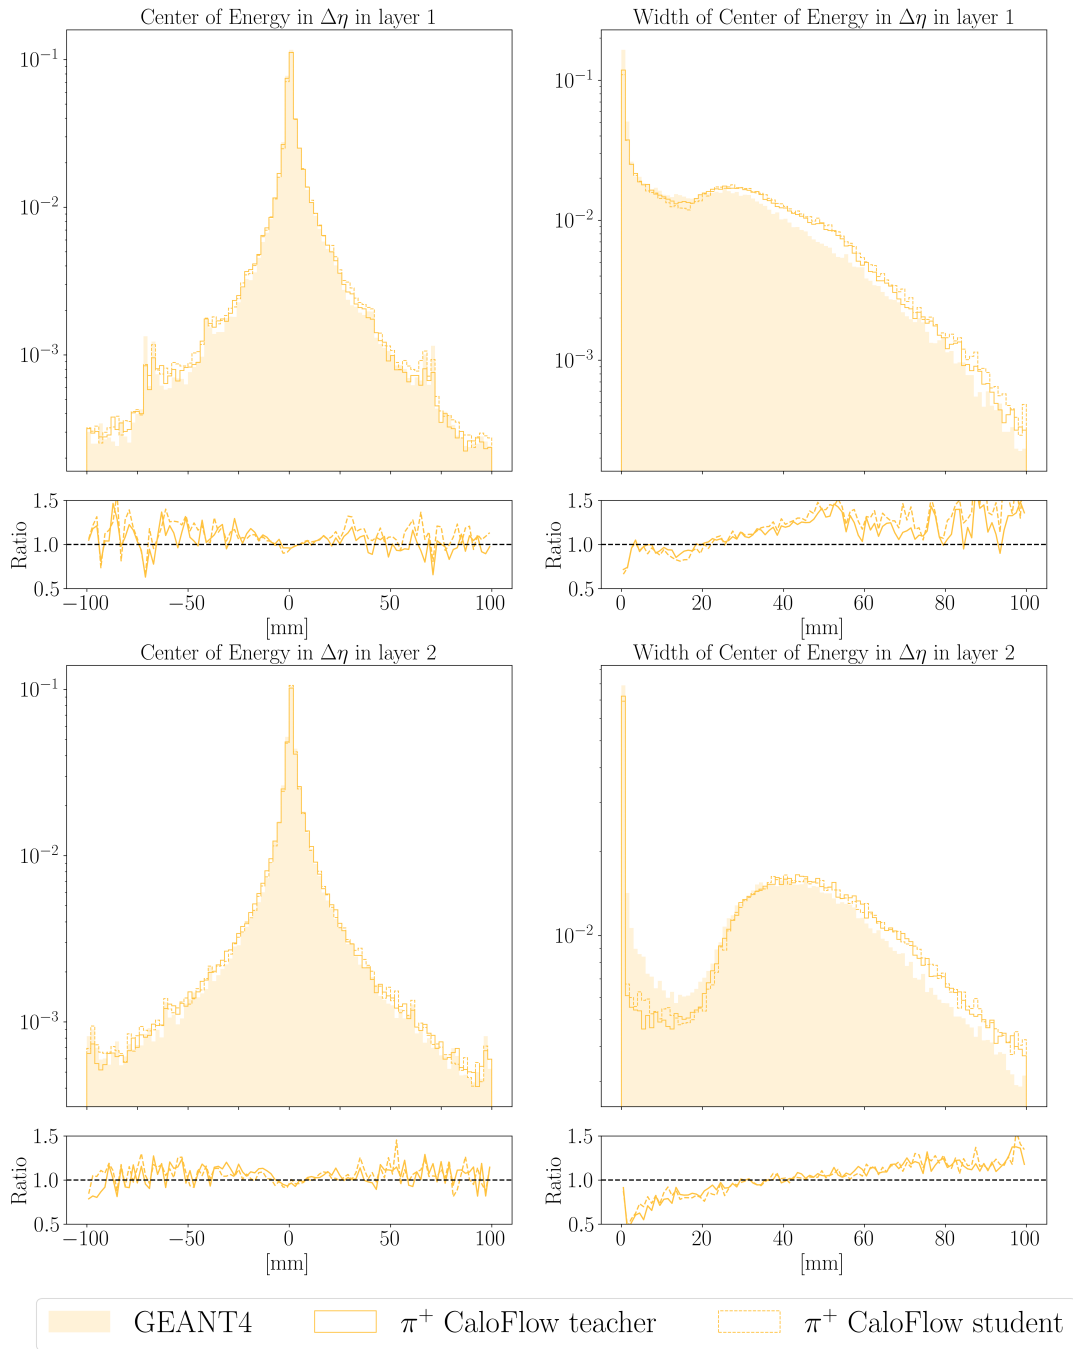 Center of Energy in Δη in layer 1
10⁻¹
10⁻²
10⁻³
1.5
1.0
0.5
Ratio
−100
−50
0
50
100
[mm]
Width of Center of Energy in Δη in layer 1
10⁻¹
10⁻²
10⁻³
1.5
1.0
0.5
Ratio
0
20
40
60
80
100
[mm]
Center of Energy in Δη in layer 2
10⁻¹
10⁻²
10⁻³
1.5
1.0
0.5
Ratio
−100
−50
0
50
100
[mm]
Width of Center of Energy in Δη in layer 2
10⁻²
1.5
1.0
0.5
Ratio
0
20
40
60
80
100
[mm]
GEANT4
π⁺ CaloFlow teacher
π⁺ CaloFlow student